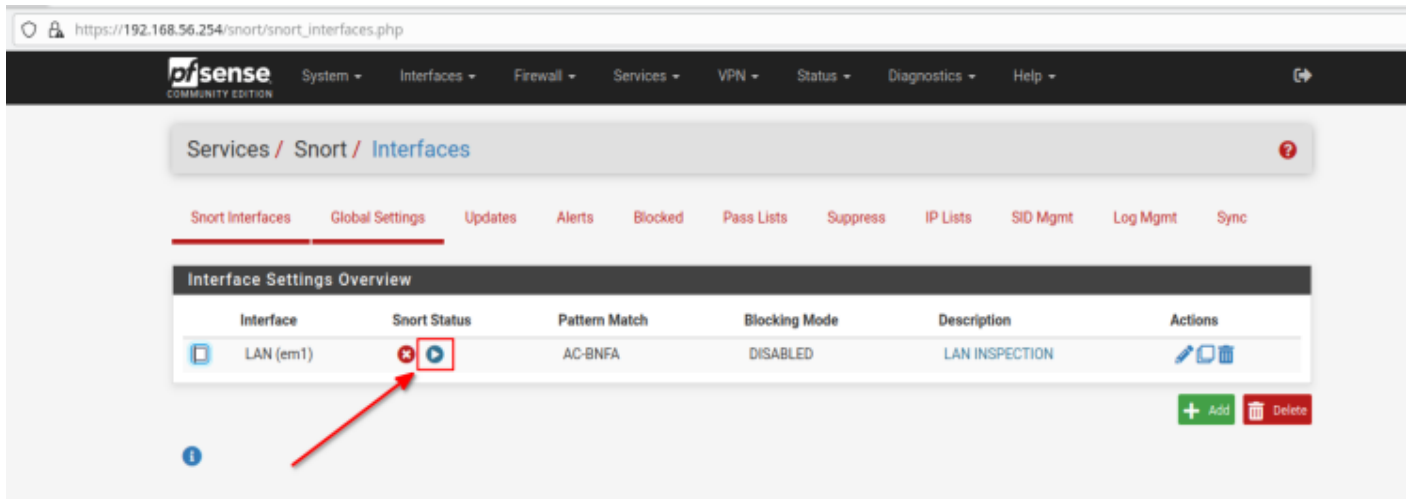 https://192.168.56.254/snort/snort_interfaces.php
pfsense System Interfaces Firewall Services VPN Status Diagnostics Help
COMMUNITY EDITION
Services / Snort / Interfaces
Snort Interfaces Global Settings Updates Alerts Blocked Pass Lists Suppress IP Lists SID Mgmt Log Mgmt Sync
Interface Settings Overview
Interface Snort Status Pattern Match Blocking Mode Description Actions
LAN (em1) AC-BNFA DISABLED LAN INSPECTION
Add Delete